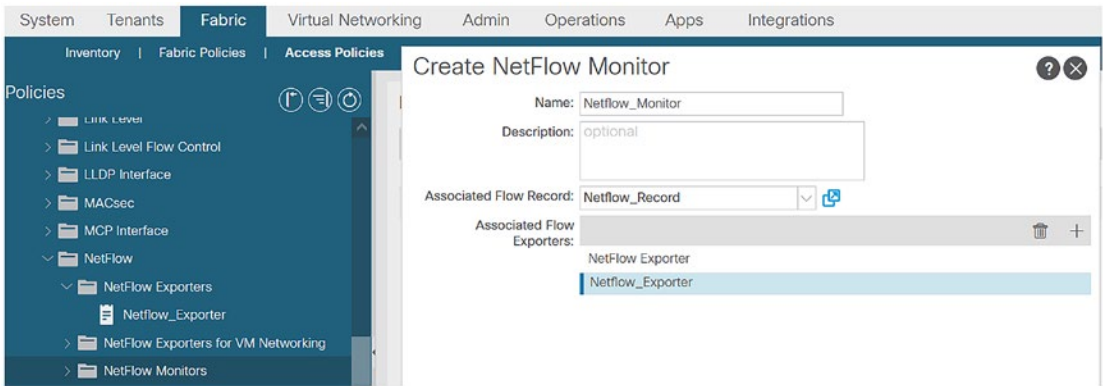 System Tenants Fabric Virtual Networking Admin Operations Apps Integrations
Inventory | Fabric Policies | Access Policies
Policies
Link Level
Link Level Flow Control
LLDP Interface
MACsec
MCP Interface
NetFlow
NetFlow Exporters
Netflow_Exporter
NetFlow Exporters for VM Networking
NetFlow Monitors
Create NetFlow Monitor
Name: Netflow_Monitor
Description: optional
Associated Flow Record: Netflow_Record
Associated Flow
Exporters:
NetFlow Exporter
Netflow_Exporter